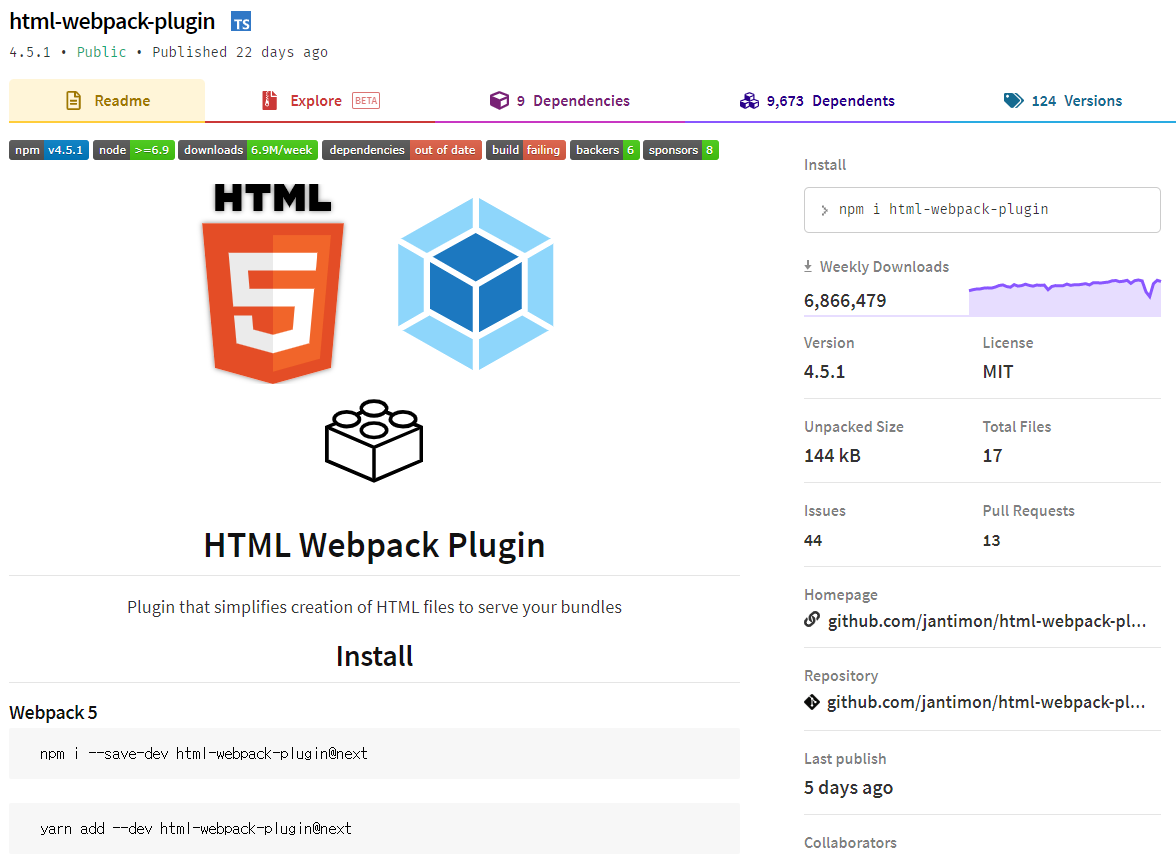 html-webpack-plugin TS
4.5.1 • Public • Published 22 days ago
Readme
Explore BETA
9 Dependencies
9,673 Dependents
124 Versions
npm v4.5.1 node >=6.9 downloads 6.9M/week dependencies out of date build failing backers 6 sponsors 8
HTML
5
HTML Webpack Plugin
Plugin that simplifies creation of HTML files to serve your bundles
Install
Webpack 5
npm i --save-dev html-webpack-plugin@next
yarn add --dev html-webpack-plugin@next
Install
npm i html-webpack-plugin
Weekly Downloads
6,866,479
Version License
4.5.1 MIT
Unpacked Size Total Files
144 kB 17
Issues Pull Requests
44 13
Homepage
github.com/jantimon/html-webpack-pl...
Repository
github.com/jantimon/html-webpack-pl...
Last publish
5 days ago
Collaborators